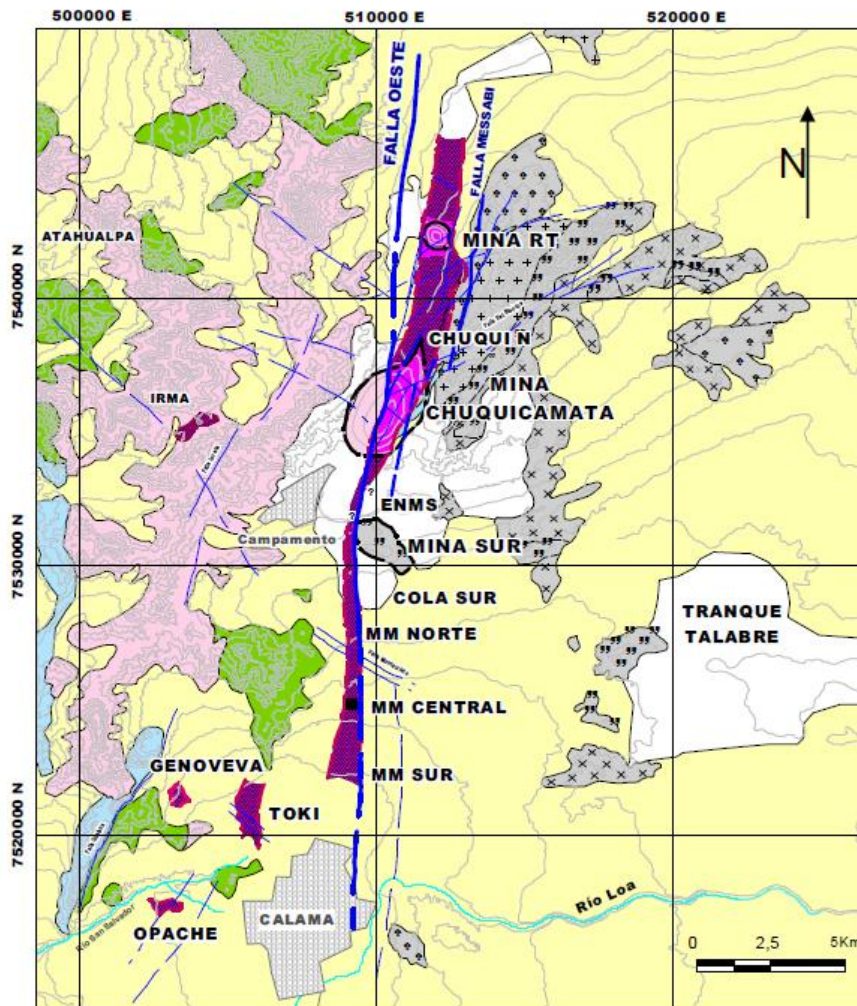 500000 E
510000 E
520000 E
7540000 N
7530000 N
7520000 N
FALLA OESTE
FALLA MESSABI
N
ATAHUALPA
MINA RT
CHUQUI N
MINA
CHUQUICAMATA
IRMA
ENMS
Campamento
MINA SUR
COLA SUR
TRANQUE
TALABRE
MM NORTE
MM CENTRAL
GENOVEVA
MM SUR
TOKI
CALAMA
Río Loa
OPACHE
Río San Salvador
0 2,5 5Km